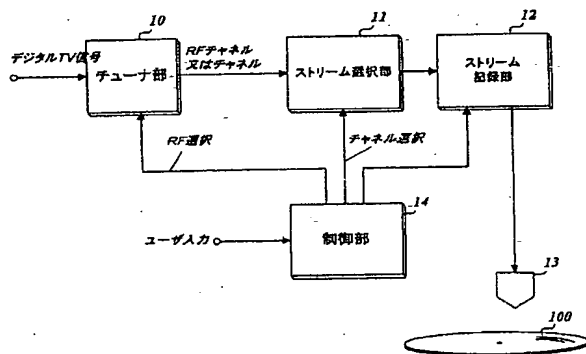 10
11
12
デジタルTV信号
チューナ部
RFチャネル
又はチャネル
ストリーム選択部
ストリーム
記録部
RF選択
チャネル選択
14
ユーザ入力
制御部
13
100